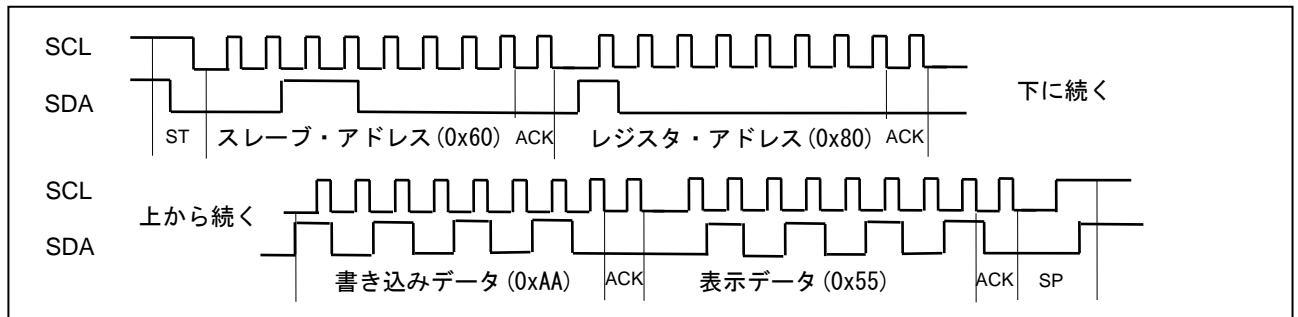 SCL
SDA
下に続く
ST スレーブ・アドレス(0x60) ACK レジスタ・アドレス(0x80) ACK
SCL
上から続く
SDA
書き込みデータ(0xAA) ACK 表示データ(0x55) ACK SP